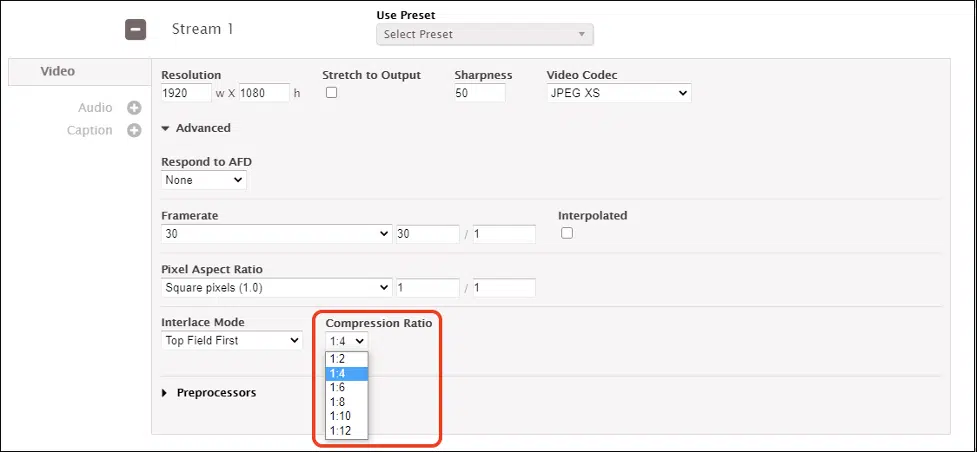 Use Preset
Stream 1
Select Preset
Video
Audio
Caption
Resolution Stretch to Output Sharpness Video Codec
1920 w X 1080 h 50 JPEG XS
Advanced
Respond to AFD
None
Framerate Interpolated
30 30 / 1
Pixel Aspect Ratio
Square pixels (1.0) 1 / 1
Interlace Mode Compression Ratio
Top Field First 1:4
1:2
1:4
1:6
1:8
1:10
1:12
Preprocessors